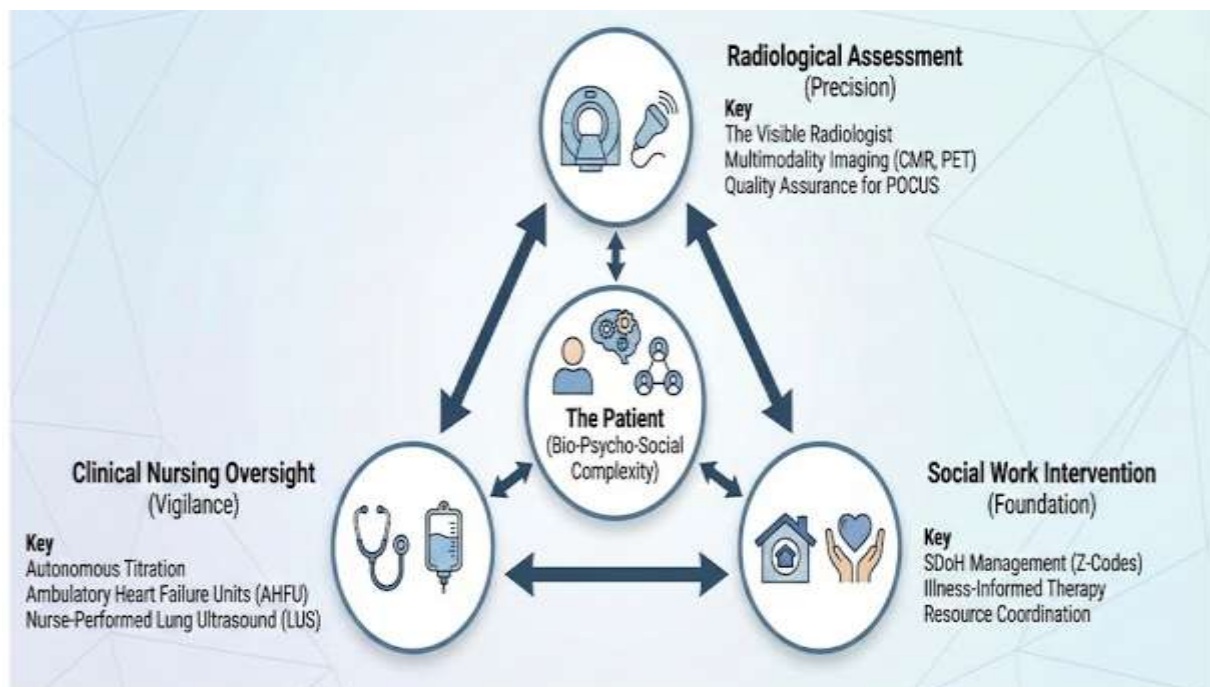 Radiological Assessment
(Precision)
Key
The Visible Radiologist
Multimodality Imaging (CMR, PET)
Quality Assurance for POCUS
The Patient
(Bio-Psycho-Social
Complexity)
Clinical Nursing Oversight
(Vigilance)
Key
Autonomous Titration
Ambulatory Heart Failure Units (AHFU)
Nurse-Performed Lung Ultrasound (LUS)
Social Work Intervention
(Foundation)
Key
SDoH Management (Z-Codes)
Illness-Informed Therapy
Resource Coordination